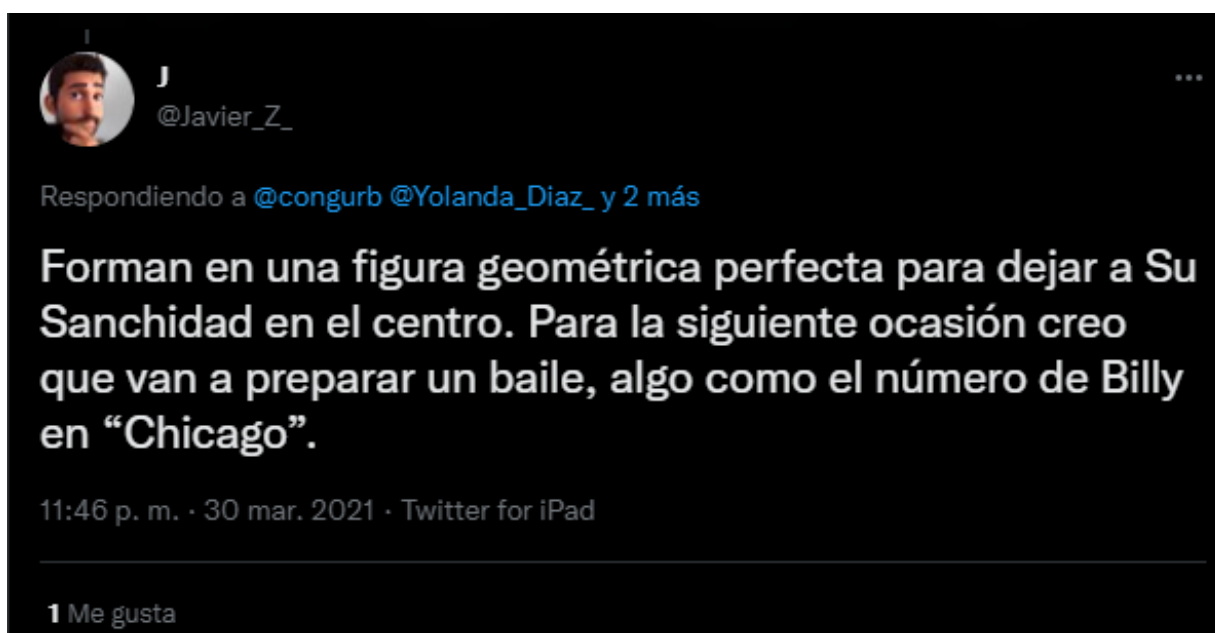 J
@Javier_Z_
Respondiendo a @congurb @Yolanda_Diaz_ y 2 más
Forman en una figura geométrica perfecta para dejar a Su
Sanchidad en el centro. Para la siguiente ocasión creo
que van a preparar un baile, algo como el número de Billy
en “Chicago”.
11:46 p. m. · 30 mar. 2021 · Twitter for iPad
1 Me gusta